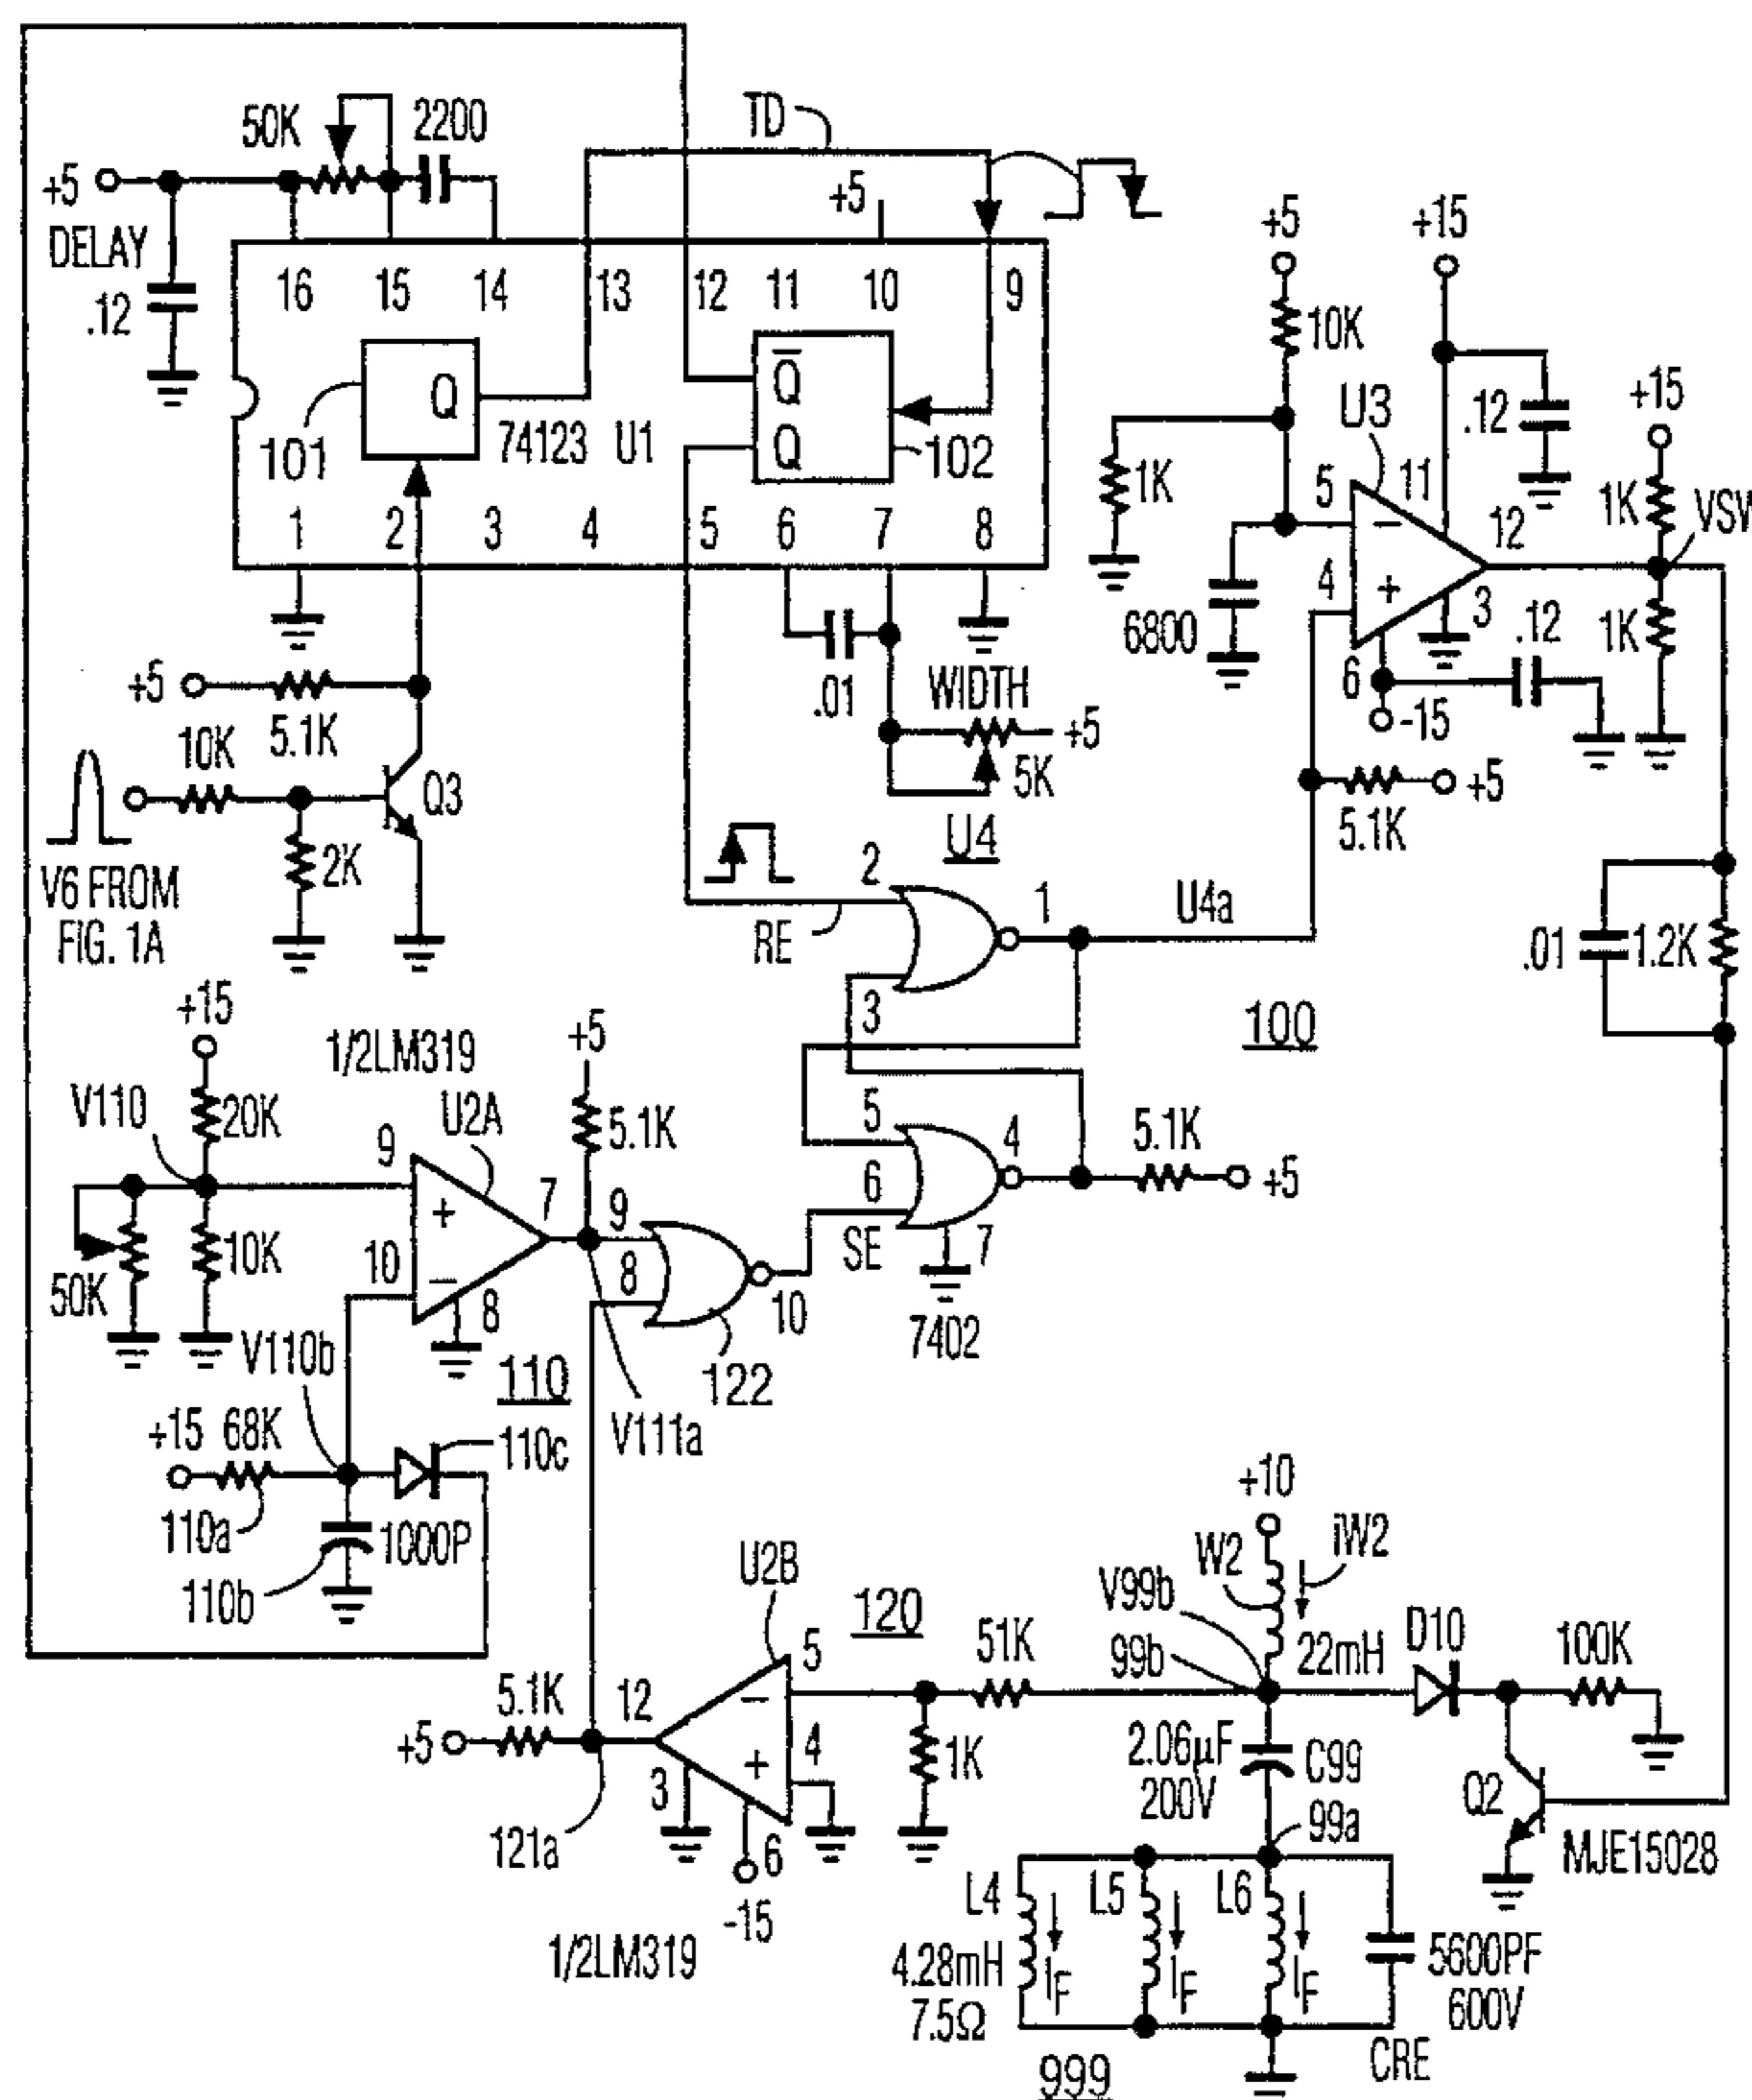 TD
50K
2200
+5
DELAY
.12
+5
16
15
14
13
12
11
10
9
Q
Q
Q
101
74123
U1
102
1
2
3
4
5
6
7
8
+5
5.1K
10K
Q3
2K
V6 FROM
FIG. 1A
.01
WIDTH
+5
5K
+5
10K
1K
6800
+15
U3
.12
5
11
4
12
3
6
-15
.12
+15
1K
VSW
1K
+5
5.1K
.01
1.2K
U4
2
1
U4a
RE
3
100
+15
V110
20K
1/2LM319
U2A
9
7
10
8
50K
10K
+5
5.1K
9
8
10
122
V111a
5
4
6
SE
7
7402
5.1K
+5
V110b
110
110c
+15
68K
110a
1000P
110b
U2B
120
5
51K
12
4
1K
3
6
-15
5.1K
+5
121a
1/2LM319
+10
W2
iW2
V99b
99b
22mH
D10
100K
2.06μF
200V
C99
99a
Q2
MJE15028
L4
L5
L6
IF
IF
IF
4.28mH
7.5Ω
5600PF
600V
CRE
999